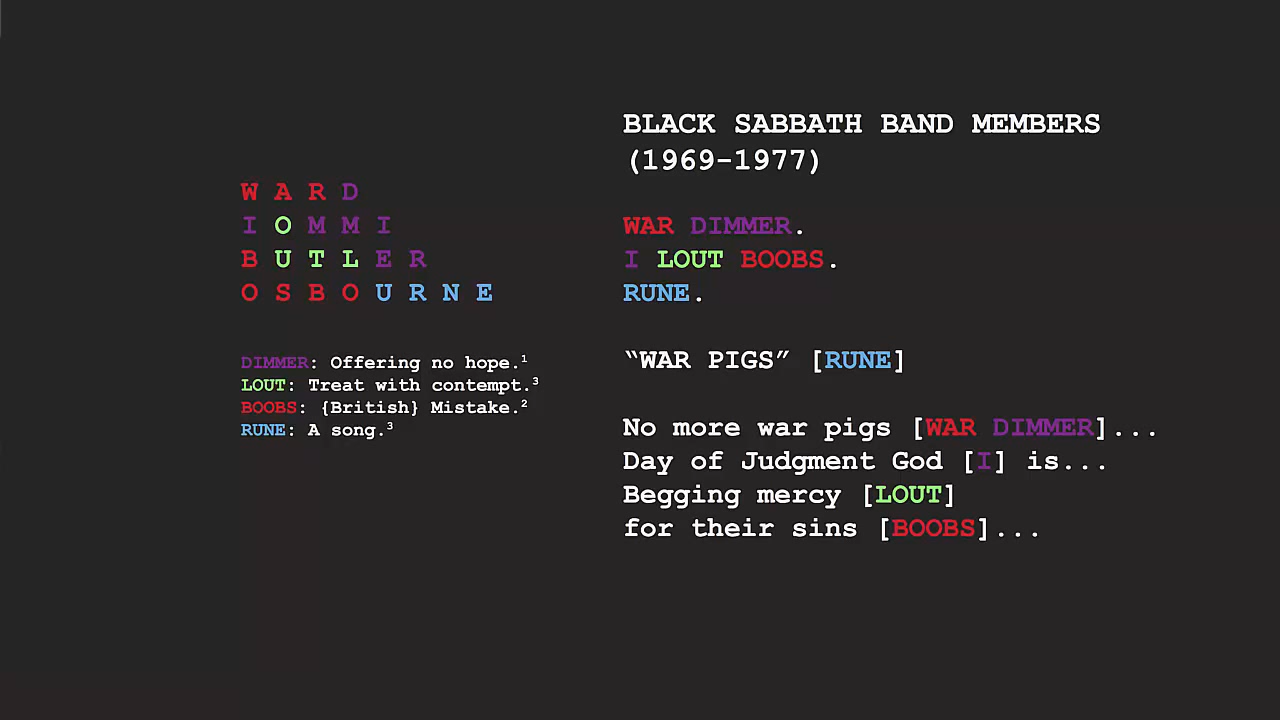 BLACK SABBATH BAND MEMBERS
(1969-1977)
W A R D
I O M M I
B U T L E R
O S B O U R N E
WAR DIMMER.
I LOUT BOOBS.
RUNE.
DIMMER: Offering no hope.¹
LOUT: Treat with contempt.³
BOOBS: {British} Mistake.²
RUNE: A song.³
“WAR PIGS” [RUNE]
No more war pigs [WAR DIMMER]...
Day of Judgment God [I] is...
Begging mercy [LOUT]
for their sins [BOOBS]...